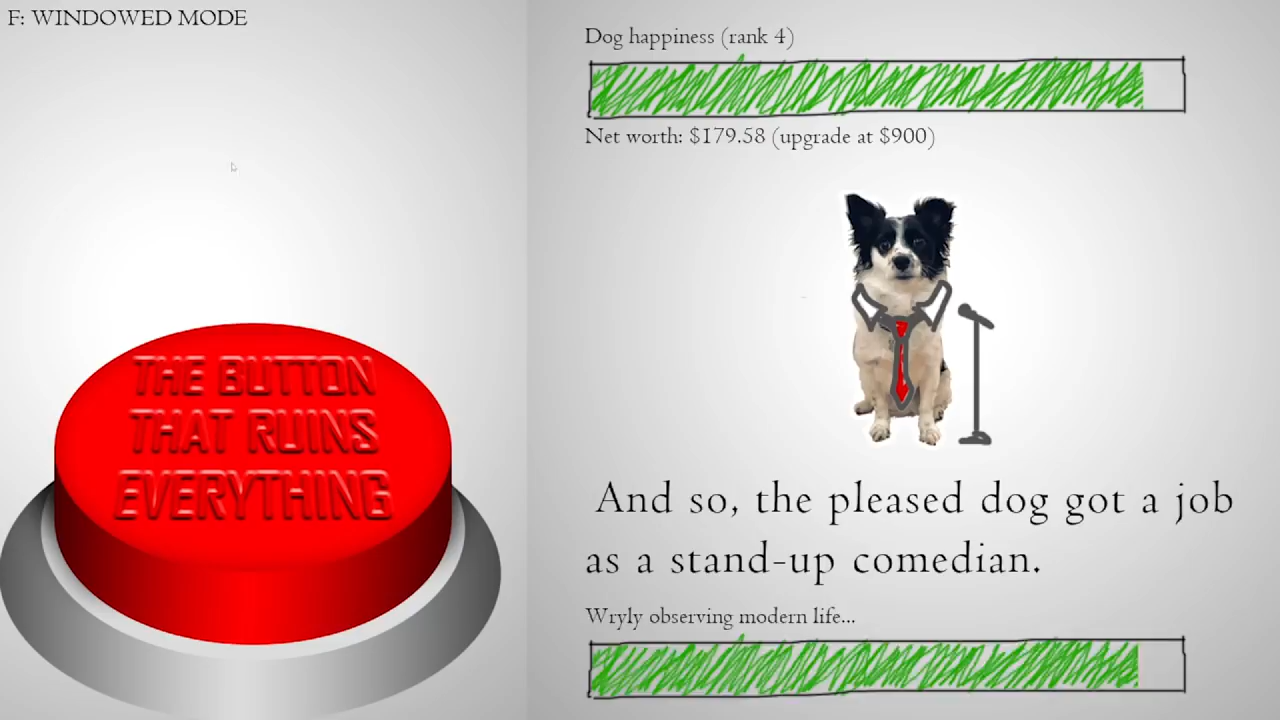 F: WINDOWED MODE
Dog happiness (rank 4)
Net worth: $179.58 (upgrade at $900)
THE BUTTON
THAT RUINS
EVERYTHING
And so, the pleased dog got a job
as a stand-up comedian.
Wryly observing modern life...